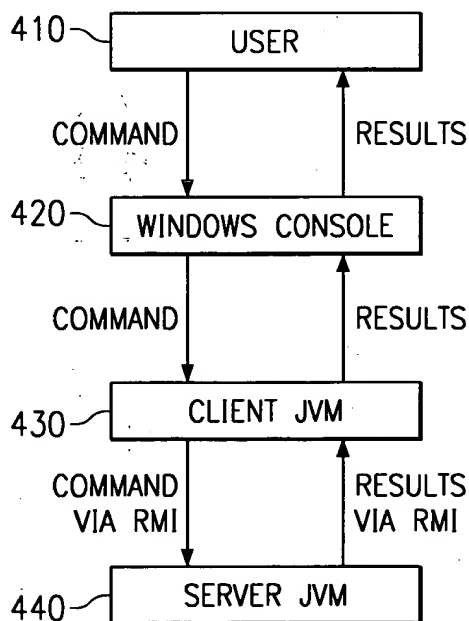 410
USER
COMMAND
RESULTS
420
WINDOWS CONSOLE
COMMAND
RESULTS
430
CLIENT JVM
COMMAND
VIA RMI
RESULTS
VIA RMI
440
SERVER JVM